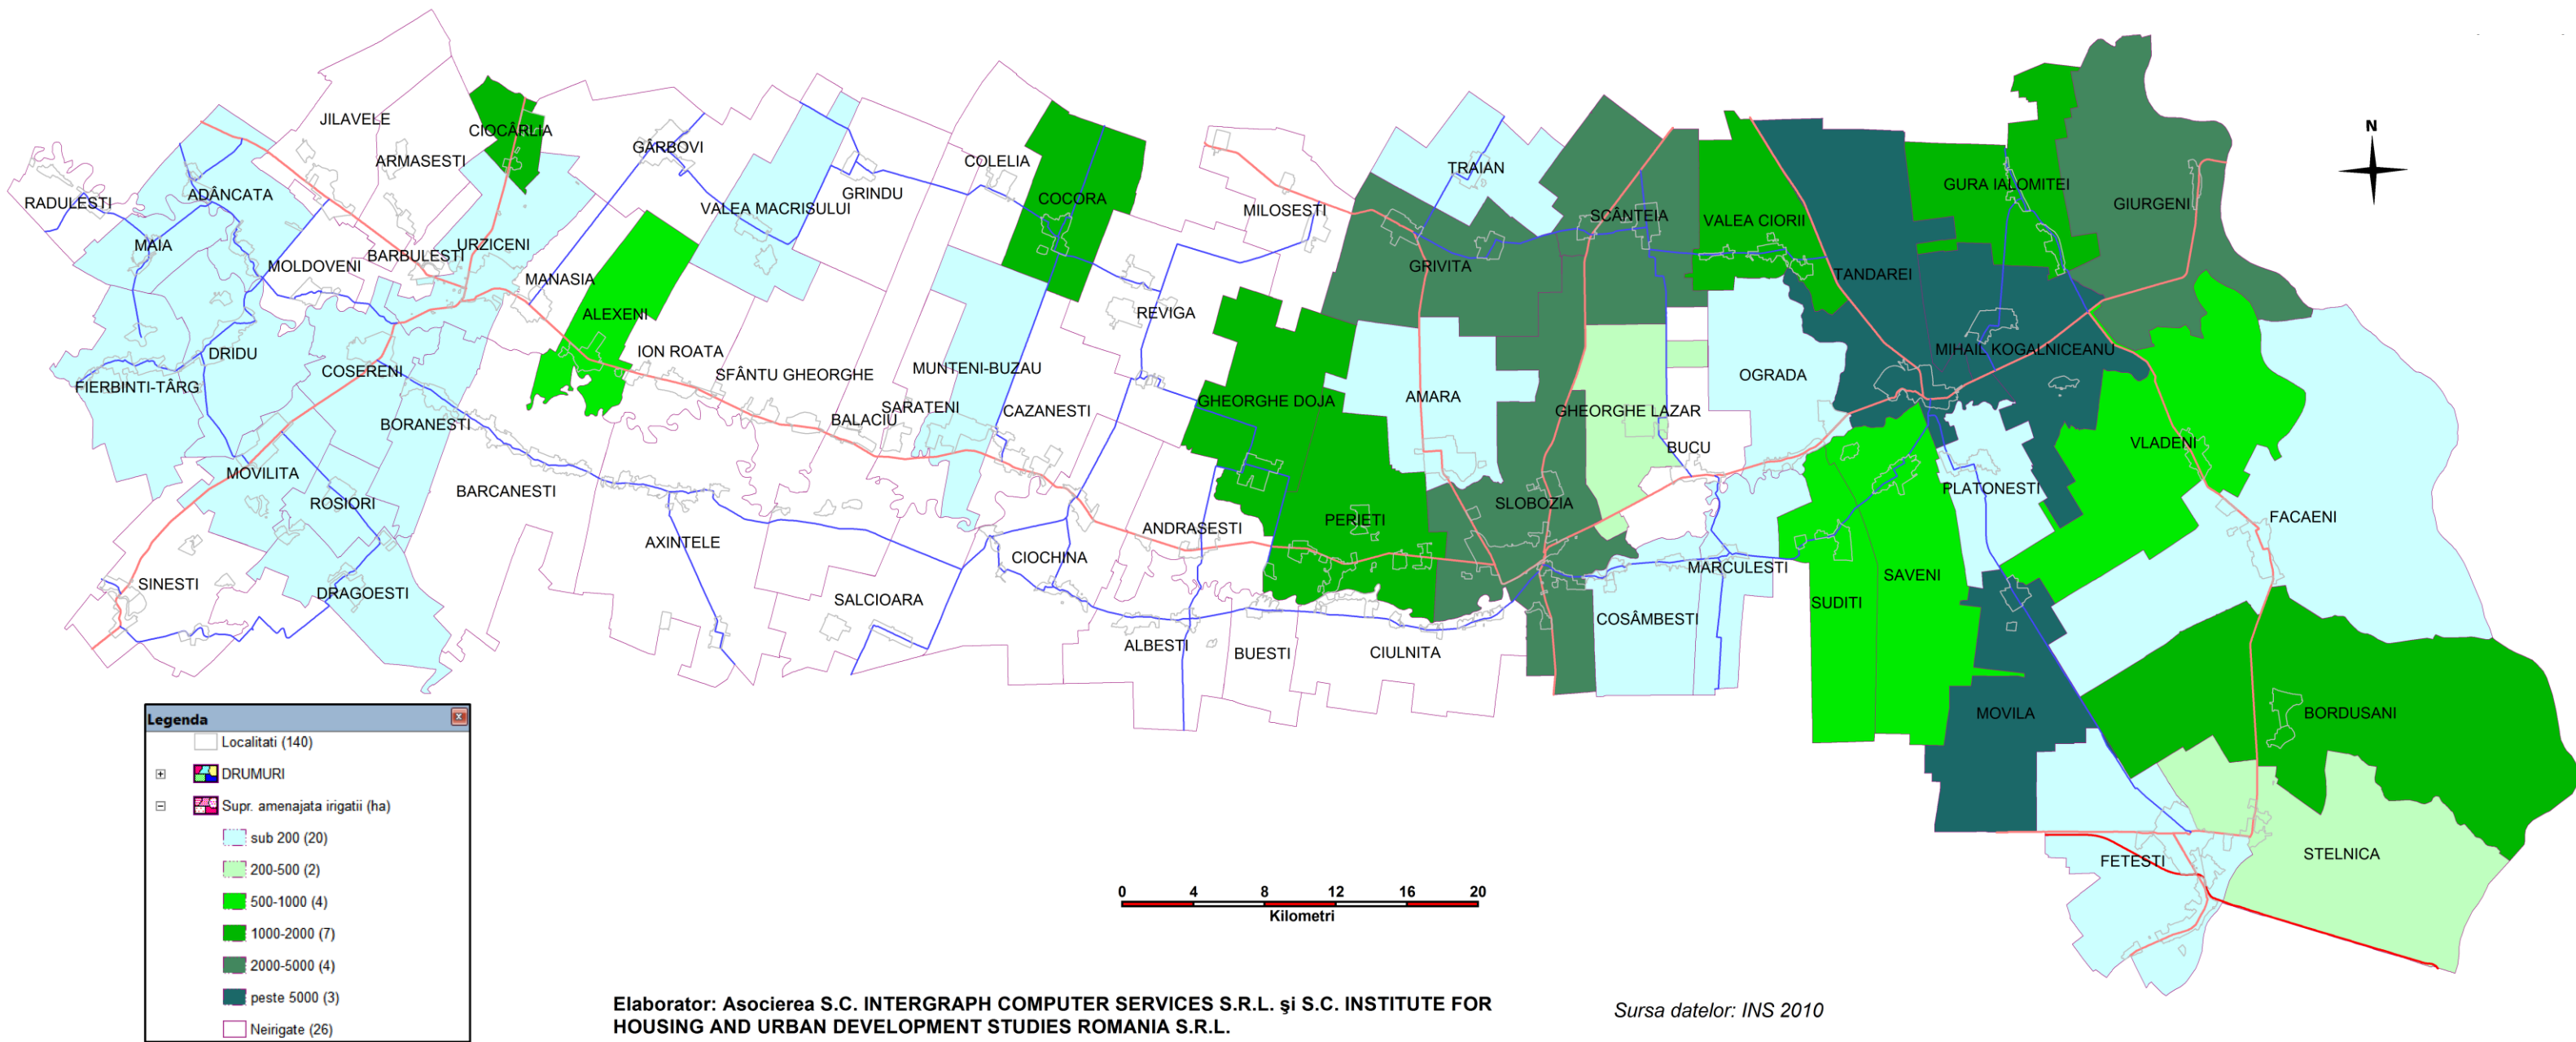 N
JILAVELE
CIOCÂRLIA
ARMASESTI
GÂRBOVI
COLELIA
TRAIAN
GRINDU
ADÂNCATA
RADULESTI
COCORA
GURA IALOMITEI
GIURGENI
VALEA MACRISULUI
MILOSESTI
SCÂNTEIA
VALEA CIORII
MAIA
URZICENI
BARBULESTI
MOLDOVENI
MANASIA
GRIVITA
TANDAREI
ALEXENI
REVIGA
DRIDU
ION ROATA
MIHAIL KOGALNICEANU
COSERENI
SFÂNTU GHEORGHE
MUNTENI-BUZAU
OGRADA
FIERBINTI-TÂRG
SARATENI
CAZANESTI
GHEORGHE DOJA
AMARA
GHEORGHE LAZAR
BORANESTI
BALACIU
BUCU
VLADENI
MOVILITA
BARCANESTI
PLATONESTI
ROSIORI
SLOBOZIA
FACAENI
ANDRASESTI
PERIETI
AXINTELE
CIOCHINA
MARCULESTI
SAVENI
SINESTI
DRAGOESTI
SALCIOARA
SUDITI
COSÂMBESTI
ALBESTI
BUESTI
CIULNITA
MOVILA
BORDUSANI
FETESTI
STELNICA
Legenda
Localitati (140)
DRUMURI
Supr. amenajata irigatii (ha)
sub 200 (20)
200-500 (2)
500-1000 (4)
1000-2000 (7)
2000-5000 (4)
peste 5000 (3)
Neirigate (26)
0 4 8 12 16 20
Kilometri
Elaborator: Asocierea S.C. INTERGRAPH COMPUTER SERVICES S.R.L. şi S.C. INSTITUTE FOR
HOUSING AND URBAN DEVELOPMENT STUDIES ROMANIA S.R.L.
Sursa datelor: INS 2010